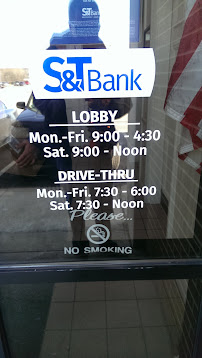 S&T Bank
LOBBY
Mon.-Fri. 9:00 - 4:30
Sat. 9:00 - Noon
DRIVE-THRU
Mon.-Fri. 7:30 - 6:00
Sat. 7:30 - Noon
Please...
NO SMOKING